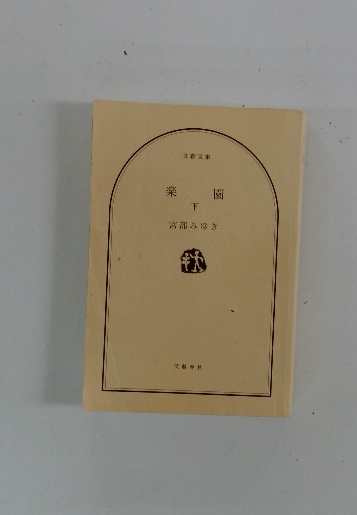 文春文庫
楽園
下
宮部みゆき
文藝春秋